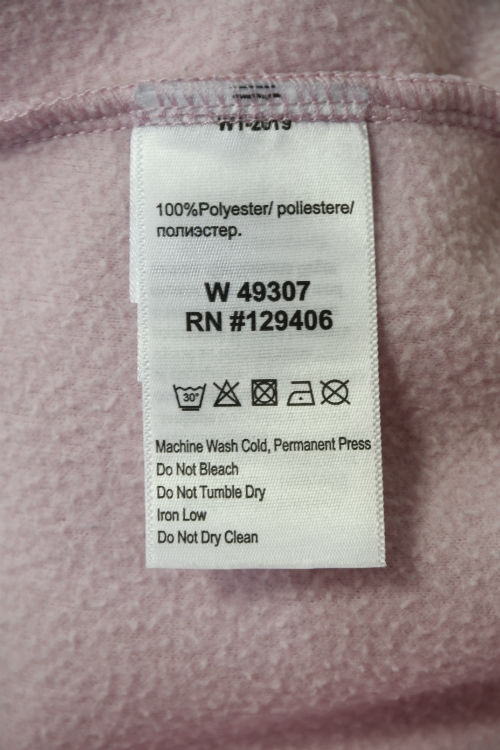 W1-2019
100%Polyester/ poliestere/
полиэстер.
W 49307
RN #129406
30°
Machine Wash Cold, Permanent Press
Do Not Bleach
Do Not Tumble Dry
Iron Low
Do Not Dry Clean